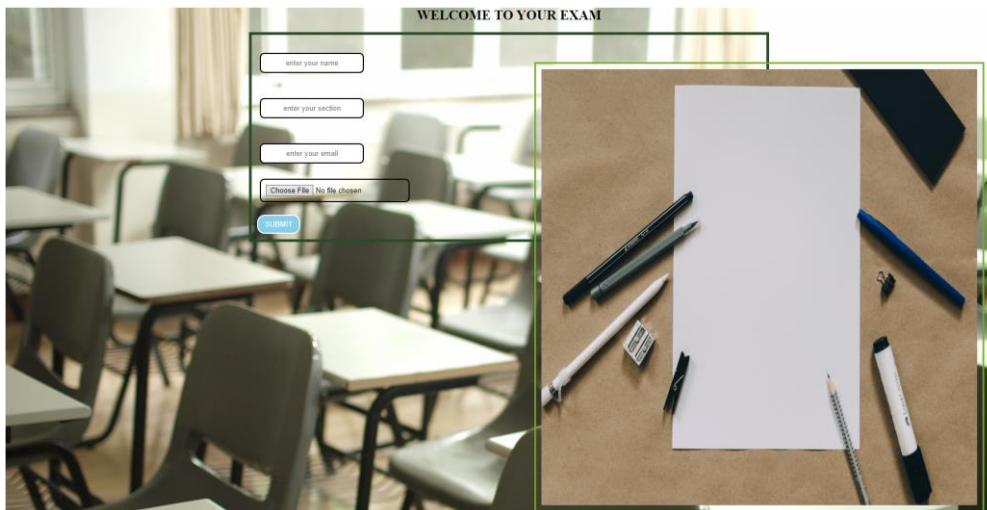 WELCOME TO YOUR EXAM
enter your name
enter your section
enter your email
Choose File No file chosen
SUBMIT